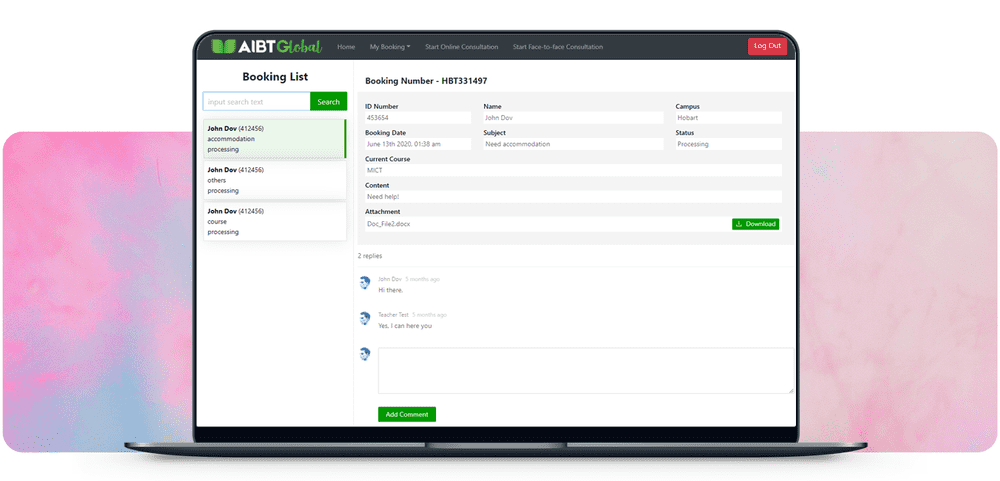 AIBTGlobal Home My Booking Start Online Consultation Start Face-to-face Consultation Log Out
Booking List
input search text Search
John Dov (412456)
accommodation
processing
John Dov (412456)
others
processing
John Dov (412456)
course
processing
Booking Number - HBT331497
ID Number Name Campus
453654 John Dov Hobart
Booking Date Subject Status
June 13th 2020, 01:38 am Need accommodation Processing
Current Course
MICT
Content
Need help!
Attachment
Doc_File2.docx Download
2 replies
John Dov 5 months ago
Hi there,
Teacher Test 5 months ago
Yes, I can here you
Add Comment